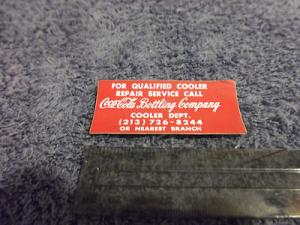 FOR QUALIFIED COOLER
REPAIR SERVICE CALL
Coca-Cola Bottling Company
COOLER DEPT.
(213) 726-8244
OR NEAREST BRANCH